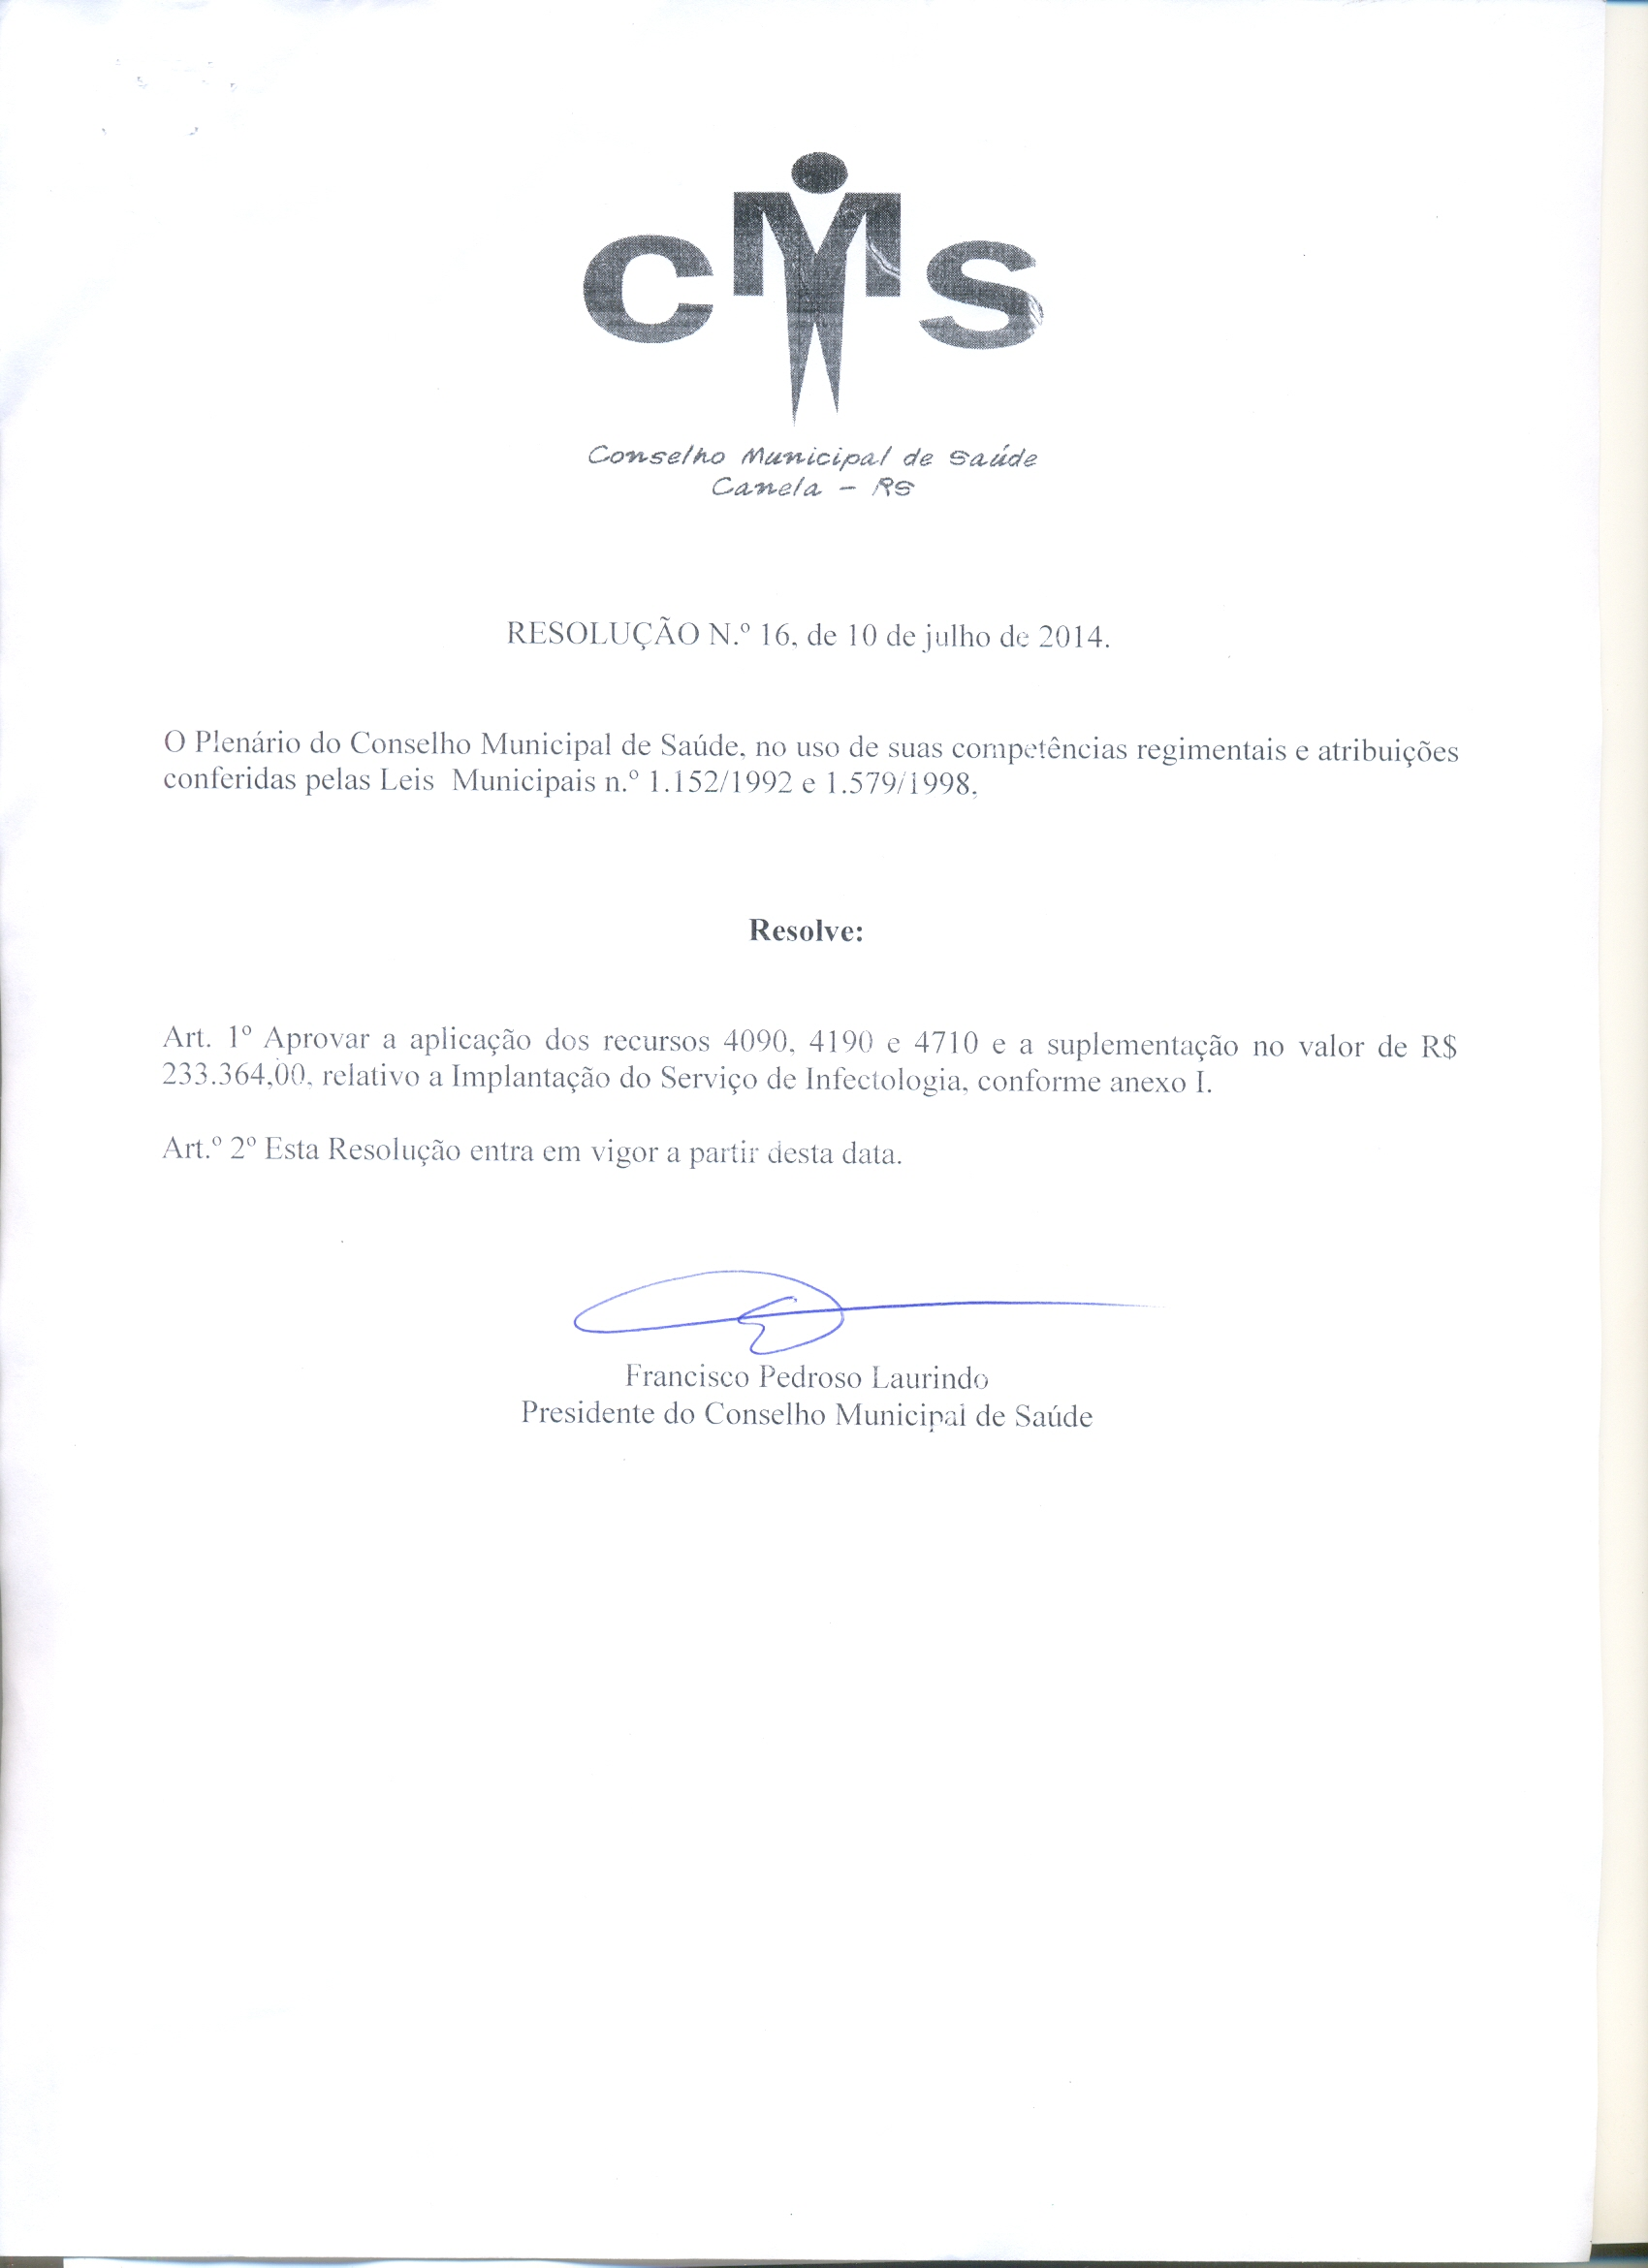 CMS
Conselho Municipal de Saúde
Canela - RS
RESOLUÇÃO N.º 16, de 10 de julho de 2014.
O Plenário do Conselho Municipal de Saúde, no uso de suas competências regimentais e atribuições
conferidas pelas Leis Municipais n.º 1.152/1992 e 1.579/1998,
Resolve:
Art. 1º Aprovar a aplicação dos recursos 4090, 4190 e 4710 e a suplementação no valor de R$
233.364,00, relativo a Implantação do Serviço de Infectologia, conforme anexo I.
Art.º 2º Esta Resolução entra em vigor a partir desta data.
Francisco Pedroso Laurindo
Presidente do Conselho Municipal de Saúde